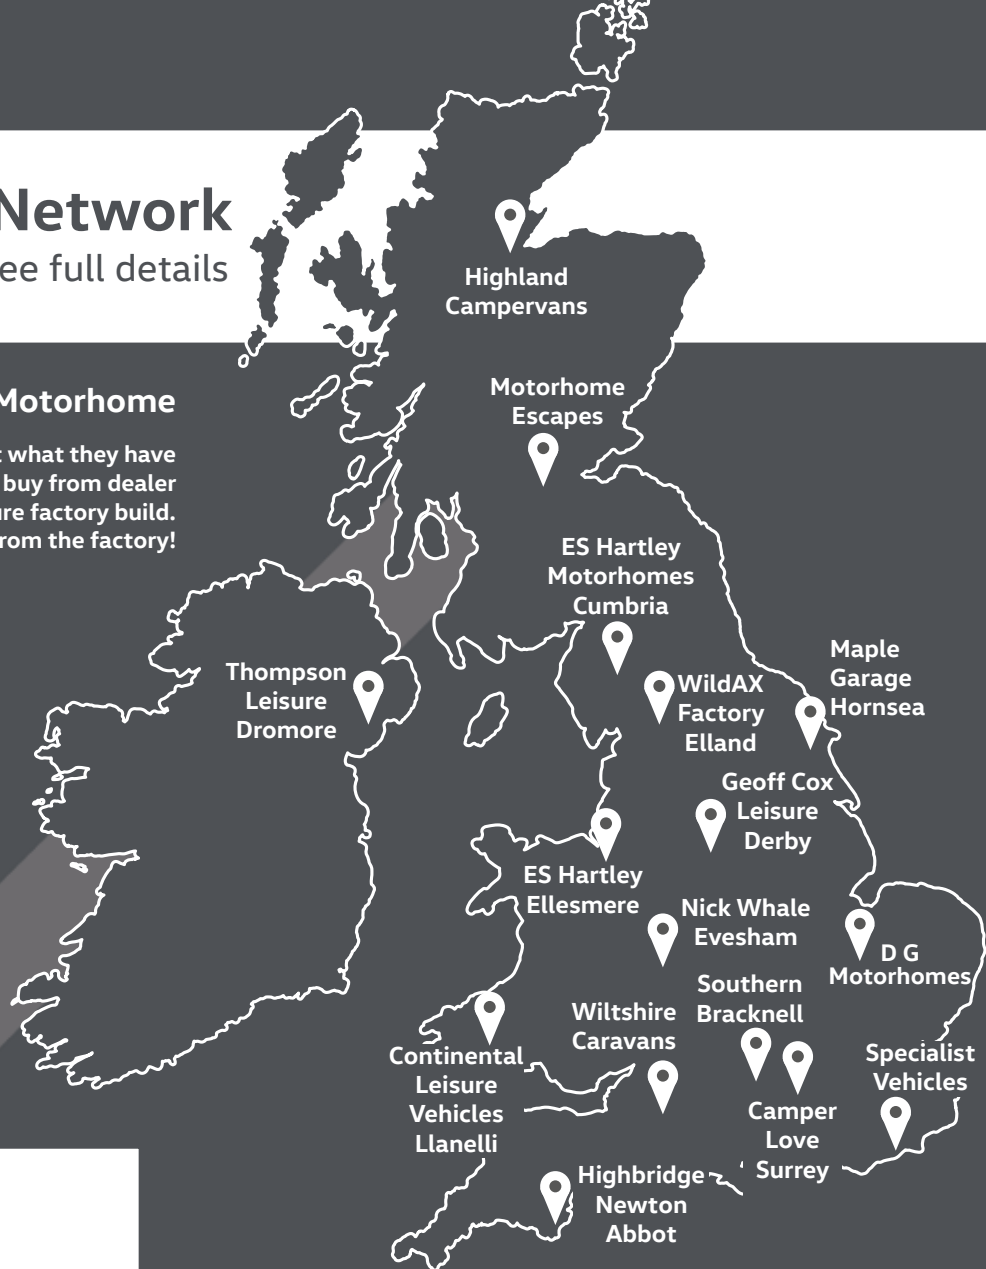 Network
ee full details
Motorhome
t what they have
buy from dealer
ure factory build.
rom the factory!
Highland
Campervans
Motorhome
Escapes
ES Hartley
Motorhomes
Cumbria
Thompson
Leisure
Dromore
WildAX
Factory
Elland
Maple
Garage
Hornsea
Geoff Cox
Leisure
Derby
ES Hartley
Ellesmere
Nick Whale
Evesham
D G
Motorhomes
Southern
Bracknell
Wiltshire
Caravans
Continental
Leisure
Vehicles
Llanelli
Specialist
Vehicles
Camper
Love
Surrey
Highbridge
Newton
Abbot